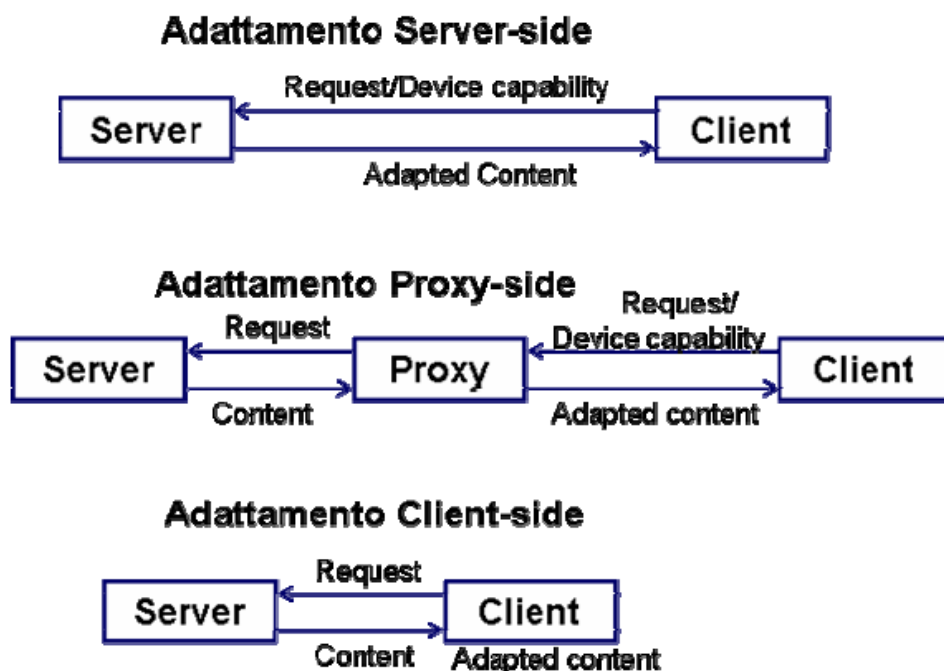 Adattamento Server-side
Request/Device capability
Server
Client
Adapted Content
Adattamento Proxy-side
Request
Request/
Device capability
Server
Proxy
Client
Content
Adapted content
Adattamento Client-side
Request
Server
Client
Content
Adapted content